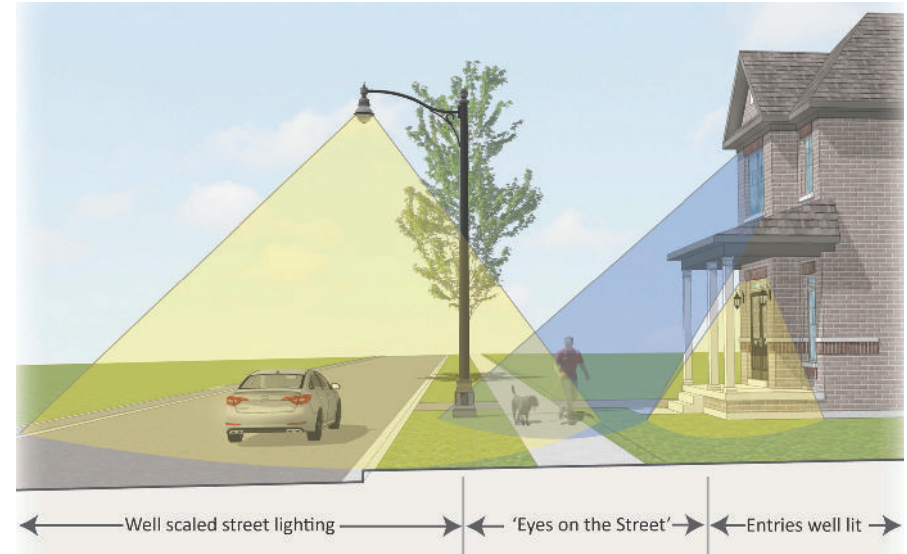 Well scaled street lighting
'Eyes on the Street'
Entries well lit